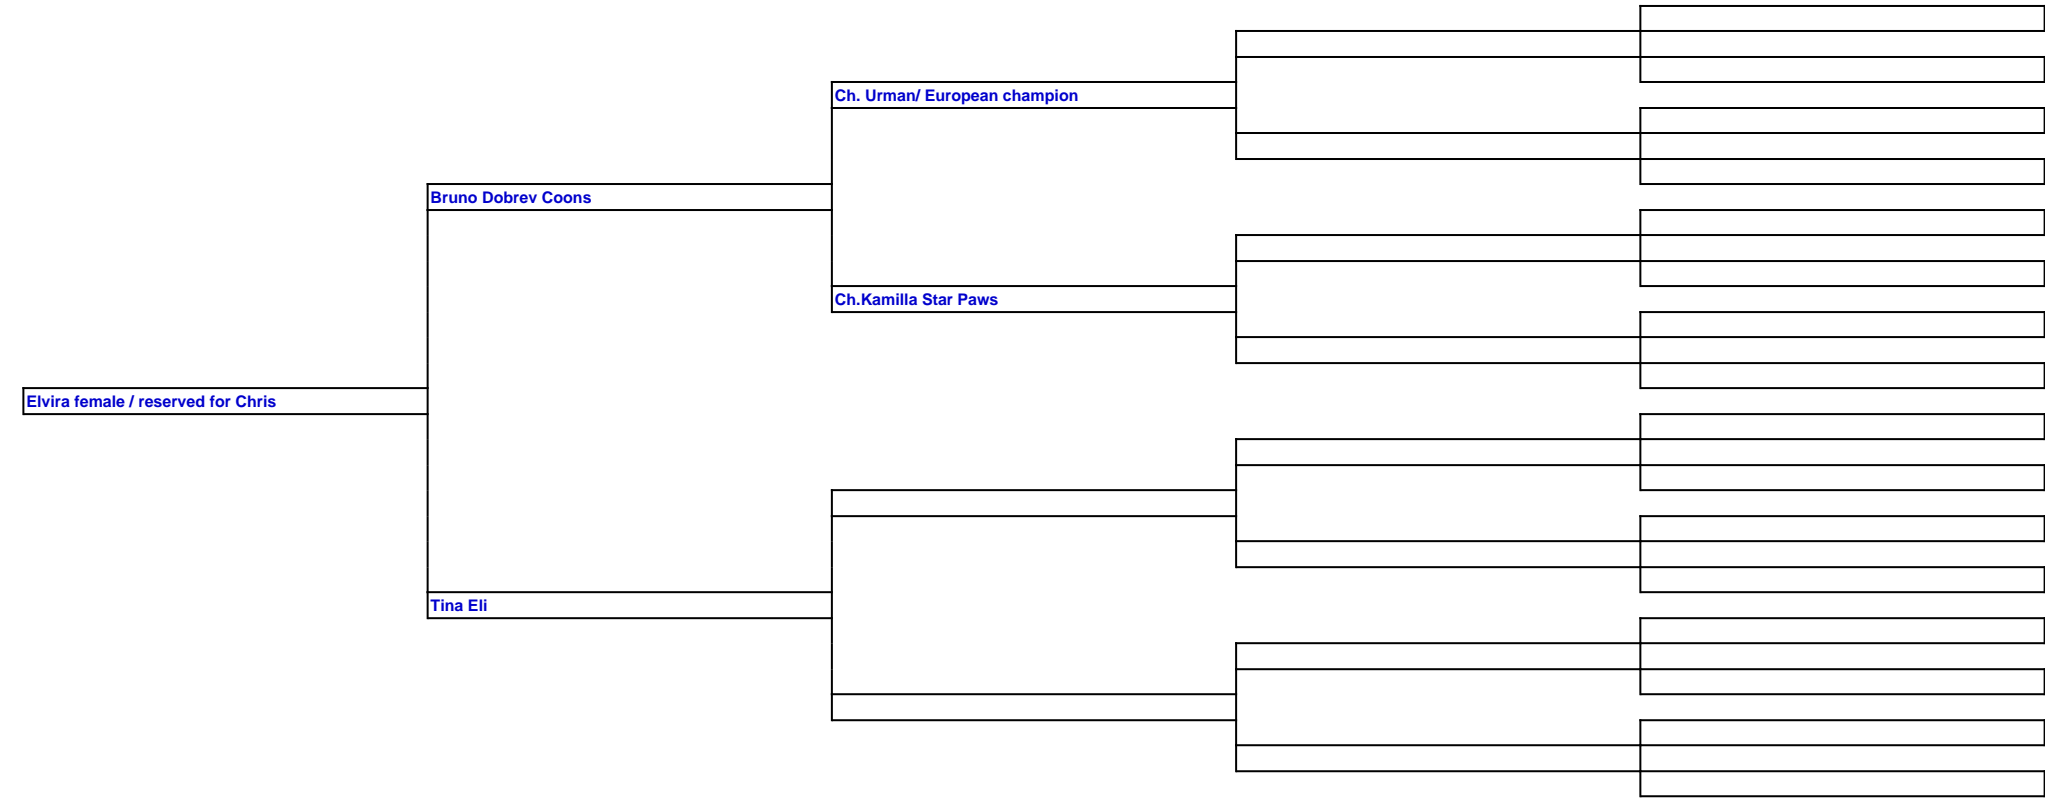 Ch. Urman/ European champion
Bruno Dobrev Coons
Ch.Kamilla Star Paws
Elvira female / reserved for Chris
Tina Eli